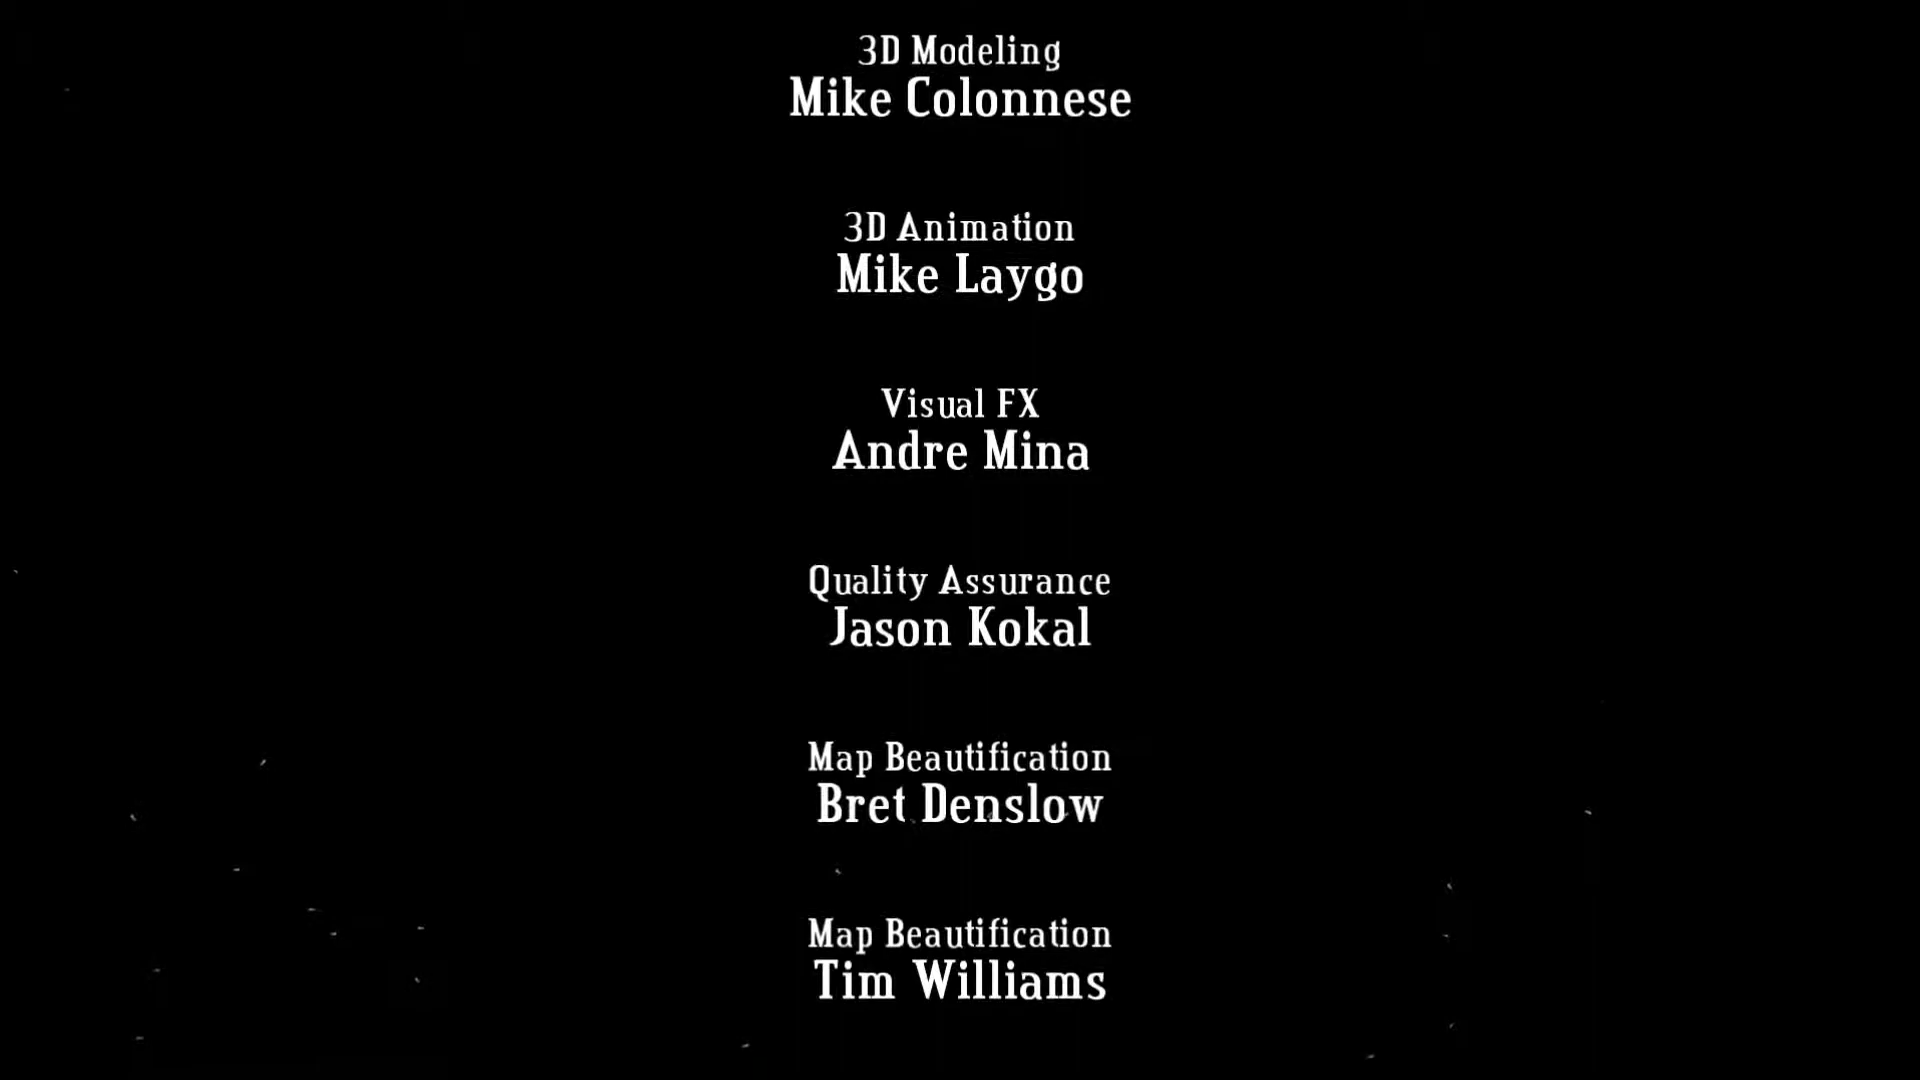 3D Modeling
Mike Colonnese
3D Animation
Mike Laygo
Visual FX
Andre Mina
Quality Assurance
Jason Kokal
Map Beautification
Bret Denslow
Map Beautification
Tim Williams